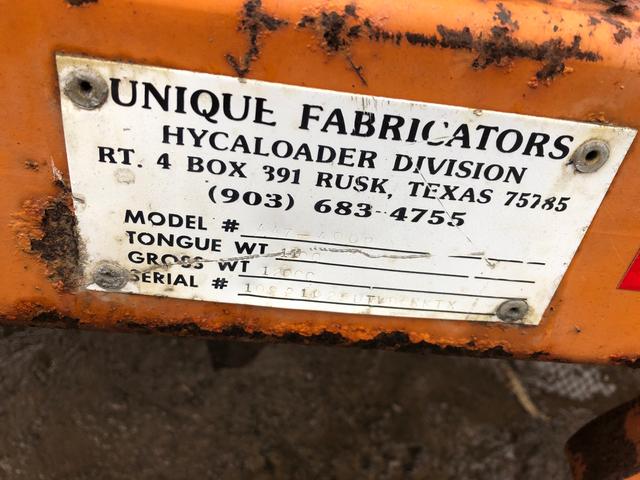 UNIQUE FABRICATORS
HYCALOADER DIVISION
RT. 4 BOX 391 RUSK, TEXAS 75785
(903) 683-4755
MODEL #
TONGUE WT
GROSS WT 12000
SERIAL #